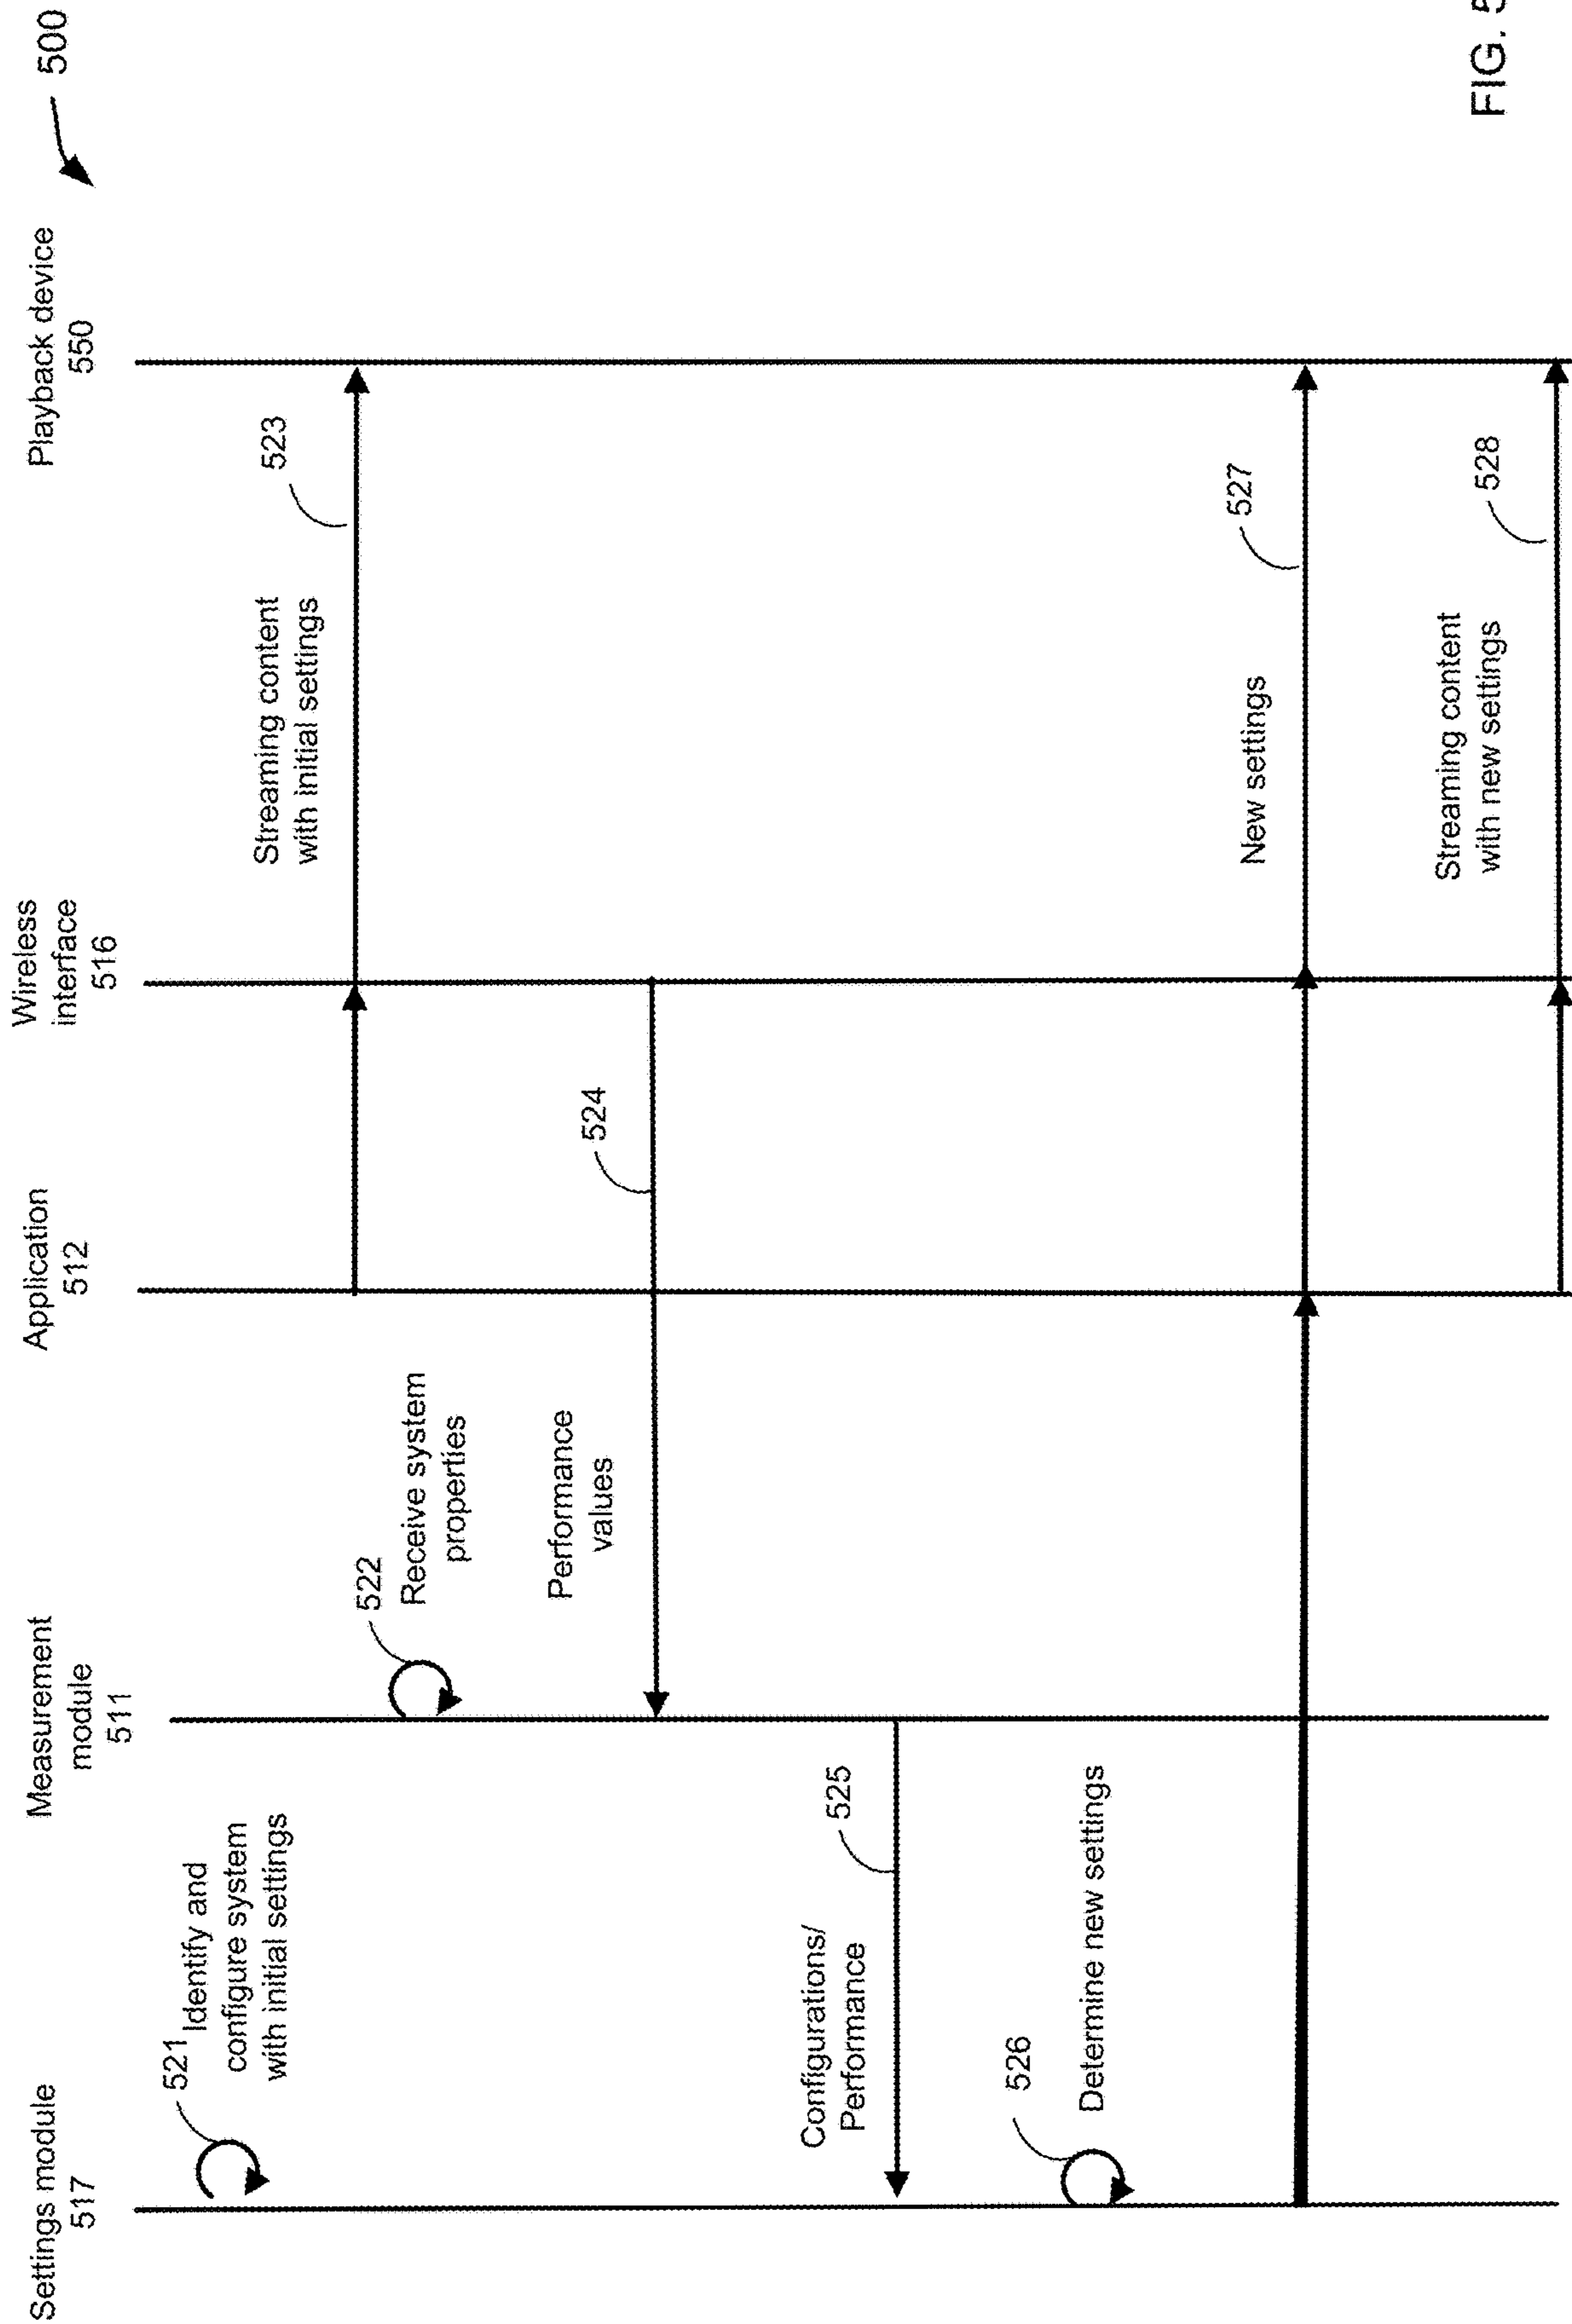 500
Settings module
517
Measurement
module
511
Application
512
Wireless
interface
516
Playback device
550
521
Identify and
configure system
with initial settings
522
Receive system
properties
523
Streaming content
with initial settings
524
Performance
values
525
Configurations/
Performance
526
Determine new settings
527
New settings
528
Streaming content
with new settings
FIG. 5